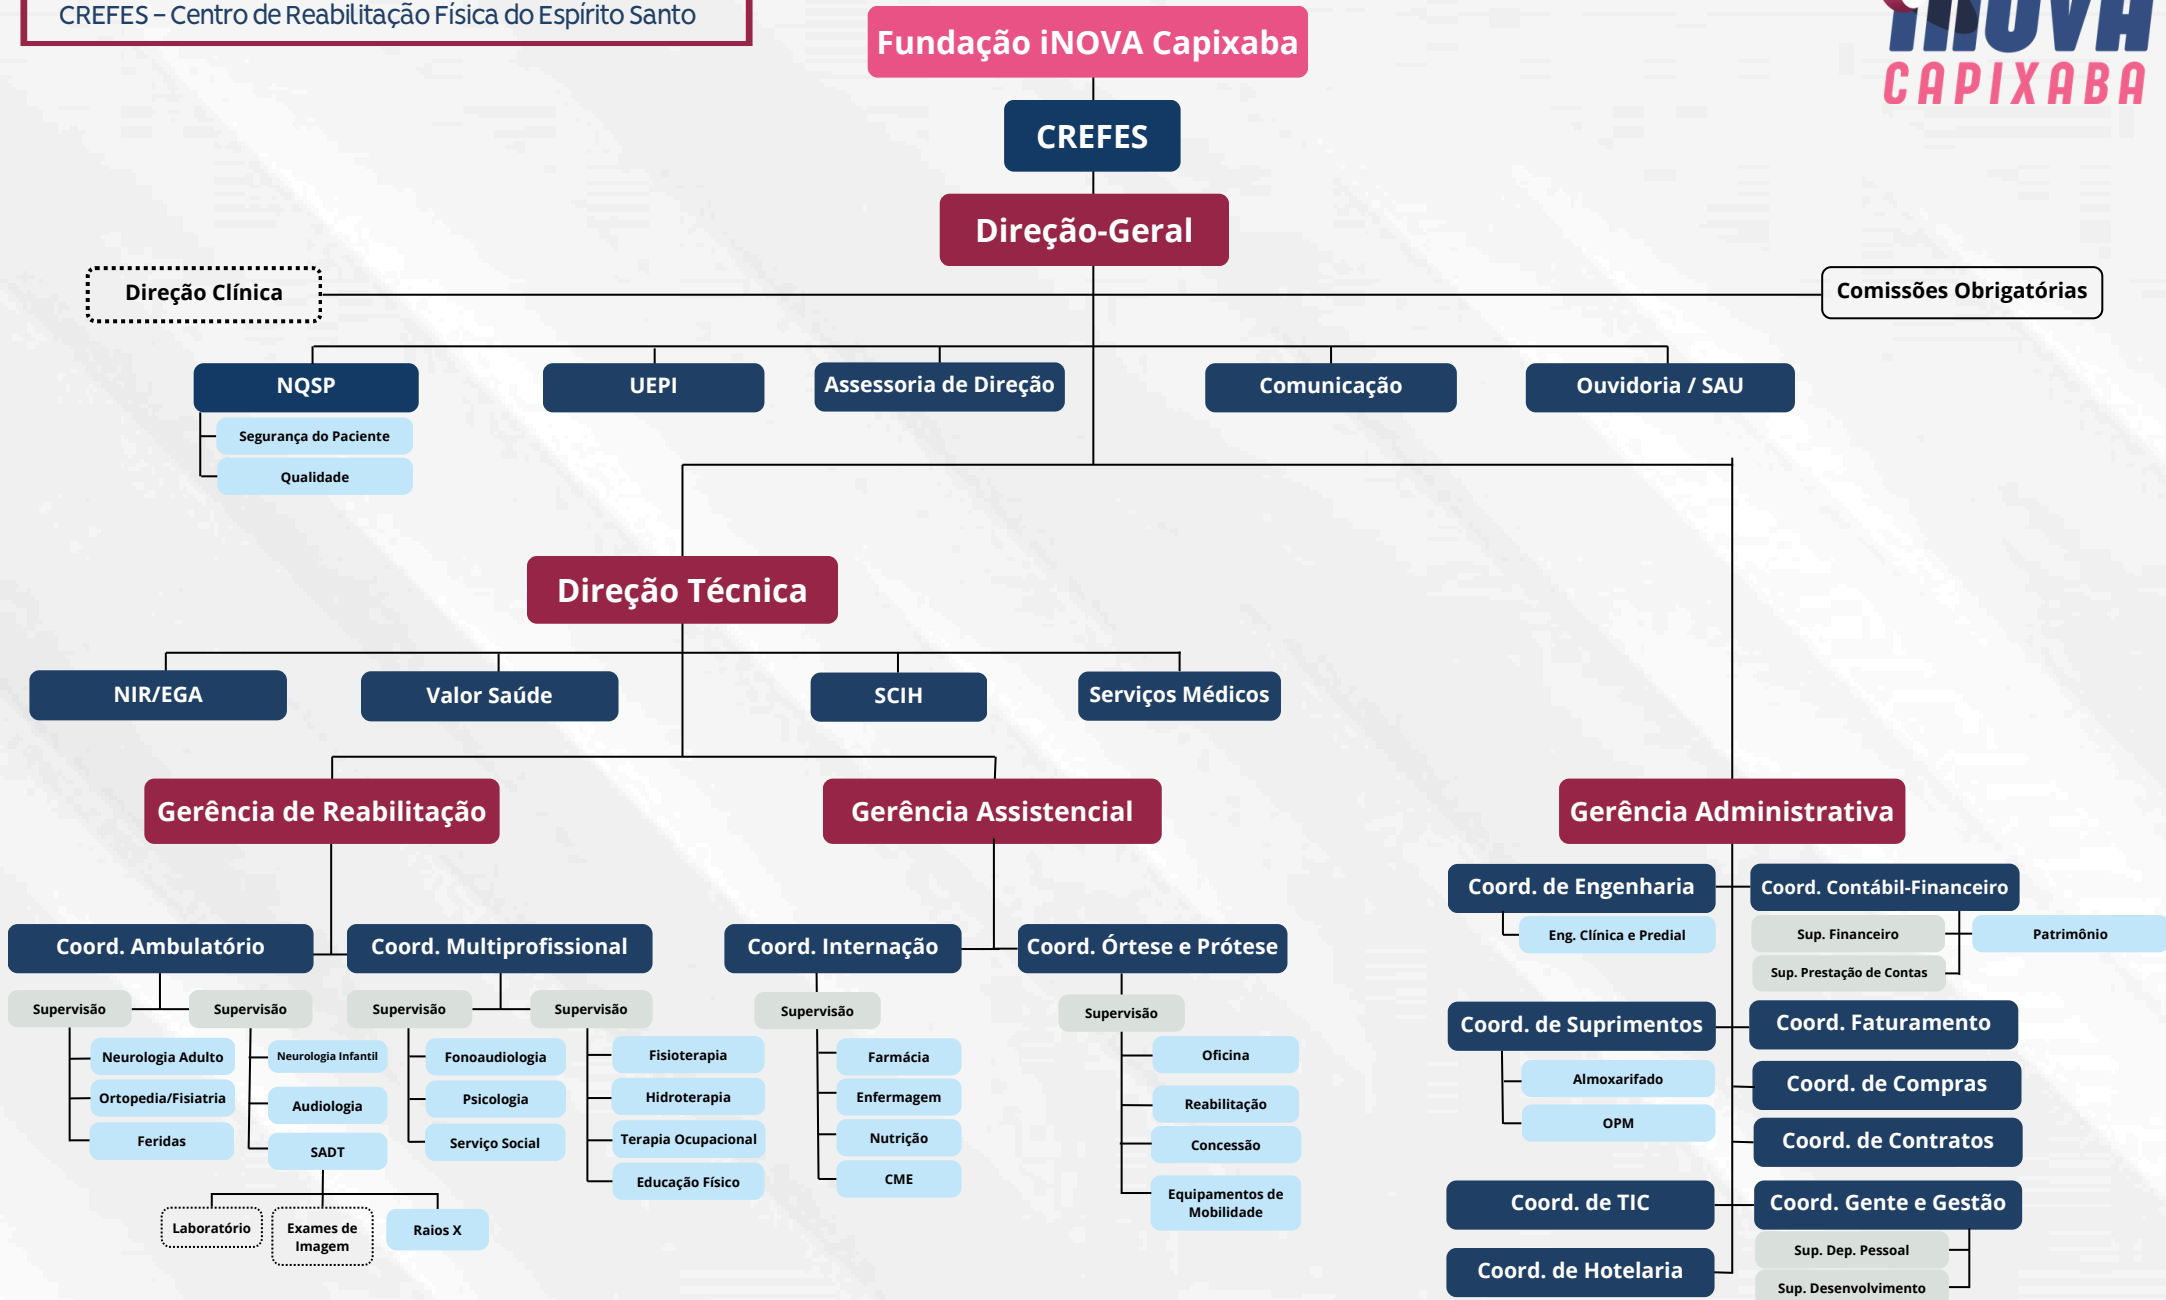 CREFES – Centro de Reabilitação Física do Espírito Santo
Fundação iNOVA Capixaba
iNOVA
CAPIXABA
CREFES
Direção-Geral
Direção Clínica
Comissões Obrigatórias
NQSP
UEPI
Assessoria de Direção
Comunicação
Ouvidoria / SAU
Segurança do Paciente
Qualidade
Direção Técnica
NIR/EGA
Valor Saúde
SCIH
Serviços Médicos
Gerência de Reabilitação
Gerência Assistencial
Gerência Administrativa
Coord. Ambulatório
Coord. Multiprofissional
Coord. Internação
Coord. Órtese e Prótese
Supervisão
Supervisão
Supervisão
Supervisão
Supervisão
Supervisão
Neurologia Adulto
Ortopedia/Fisiatria
Feridas
Neurologia Infantil
Audiologia
SADT
Laboratório
Exames de
Imagem
Raios X
Fonoaudiologia
Psicologia
Serviço Social
Fisioterapia
Hidroterapia
Terapia Ocupacional
Educação Físico
Farmácia
Enfermagem
Nutrição
CME
Oficina
Reabilitação
Concessão
Equipamentos de
Mobilidade
Coord. de Engenharia
Eng. Clínica e Predial
Coord. Contábil-Financeiro
Sup. Financeiro
Patrimônio
Sup. Prestação de Contas
Coord. de Suprimentos
Almoxarifado
OPM
Coord. Faturamento
Coord. de Compras
Coord. de Contratos
Coord. de TIC
Coord. Gente e Gestão
Sup. Dep. Pessoal
Sup. Desenvolvimento
Coord. de Hotelaria